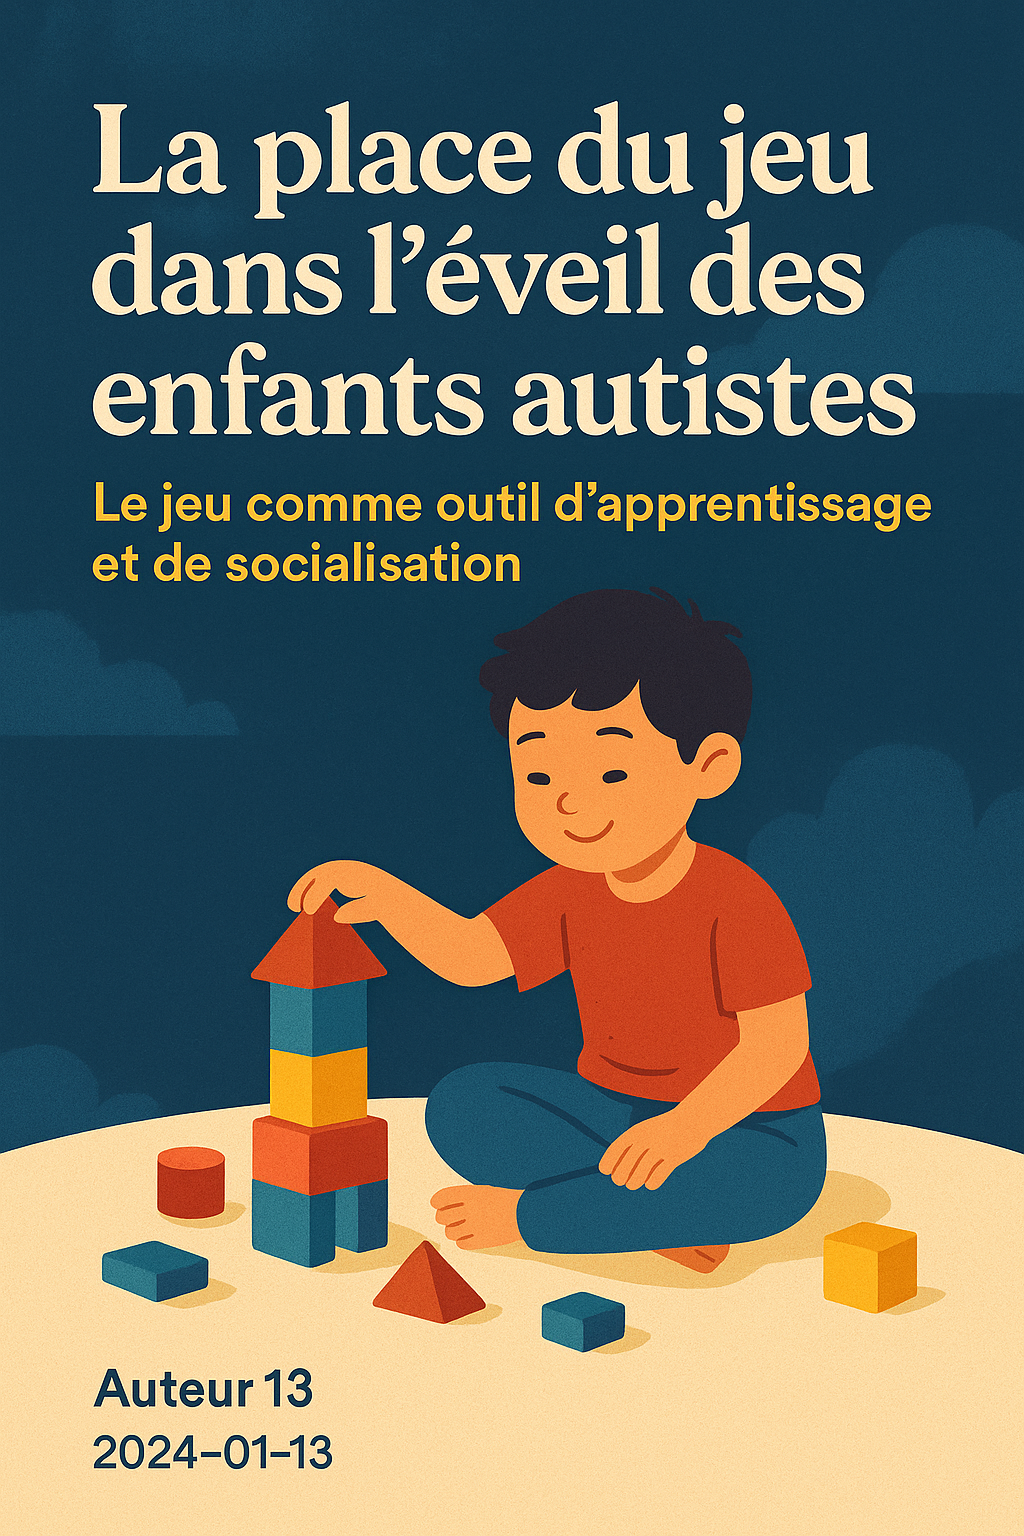 La place du jeu
dans l’éveil des
enfants autistes
Le jeu comme outil d’apprentissage
et de socialisation
Auteur 13
2024-01-13